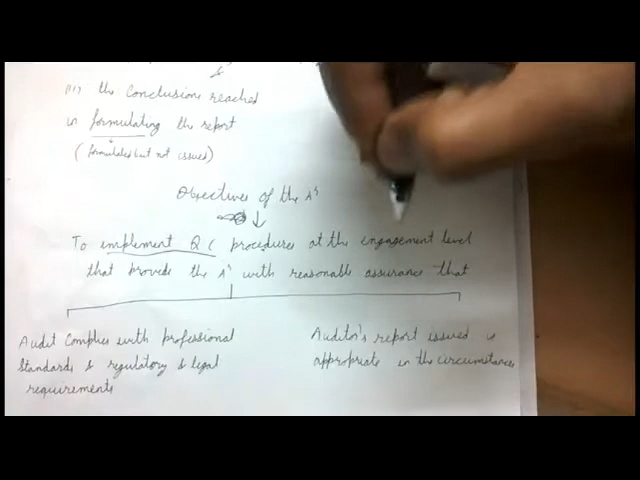 iii) the conclusions reached
in formulating the report
(formulated but not issued)
Objectives of the A's
To implement QC procedures at the engagement level
that provide the A' with reasonable assurance that
Audit Complies with professional
Standards & regulatory & legal
requirements
Auditor's report issued is
appropriate in the circumstances